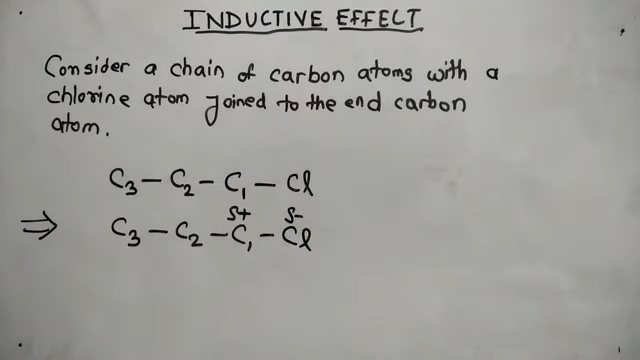 INDUCTIVE EFFECT
Consider a chain of carbon atoms with a
chlorine atom joined to the end carbon
atom.
C₃ — C₂ — C₁ — Cl
δ+ δ-
⇒ C₃ — C₂ — C₁ — Cl